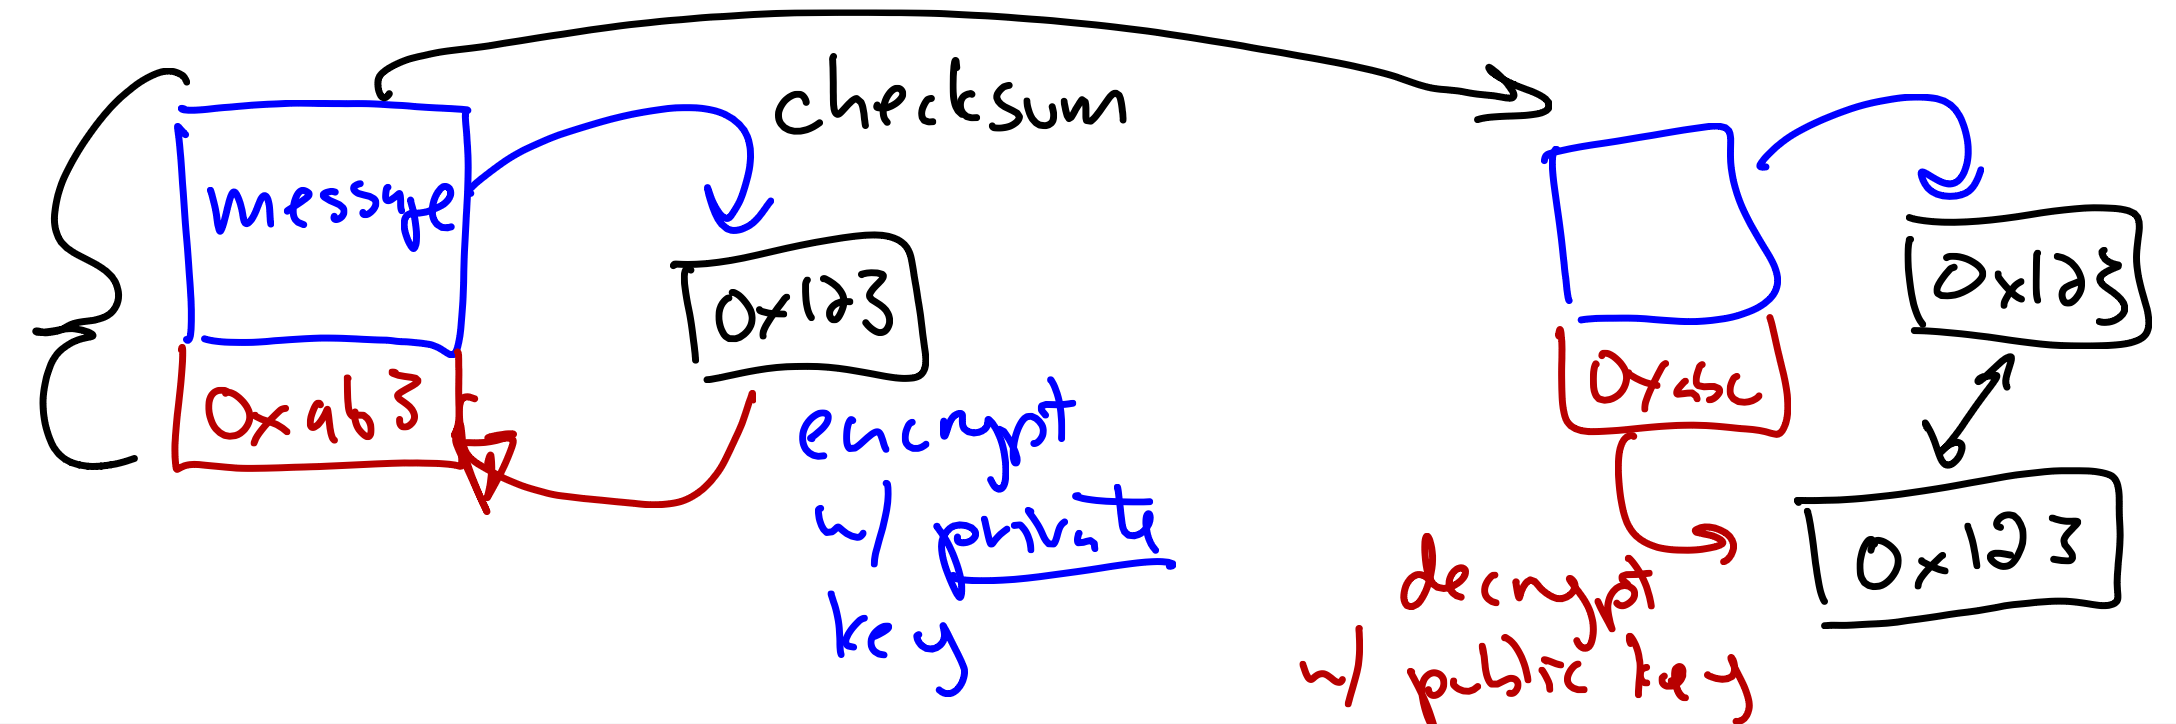 checksum
message
0x123
0xab3
encrypt
w/ private
key
0x123
0xabc
0x123
decrypt
w/ public key